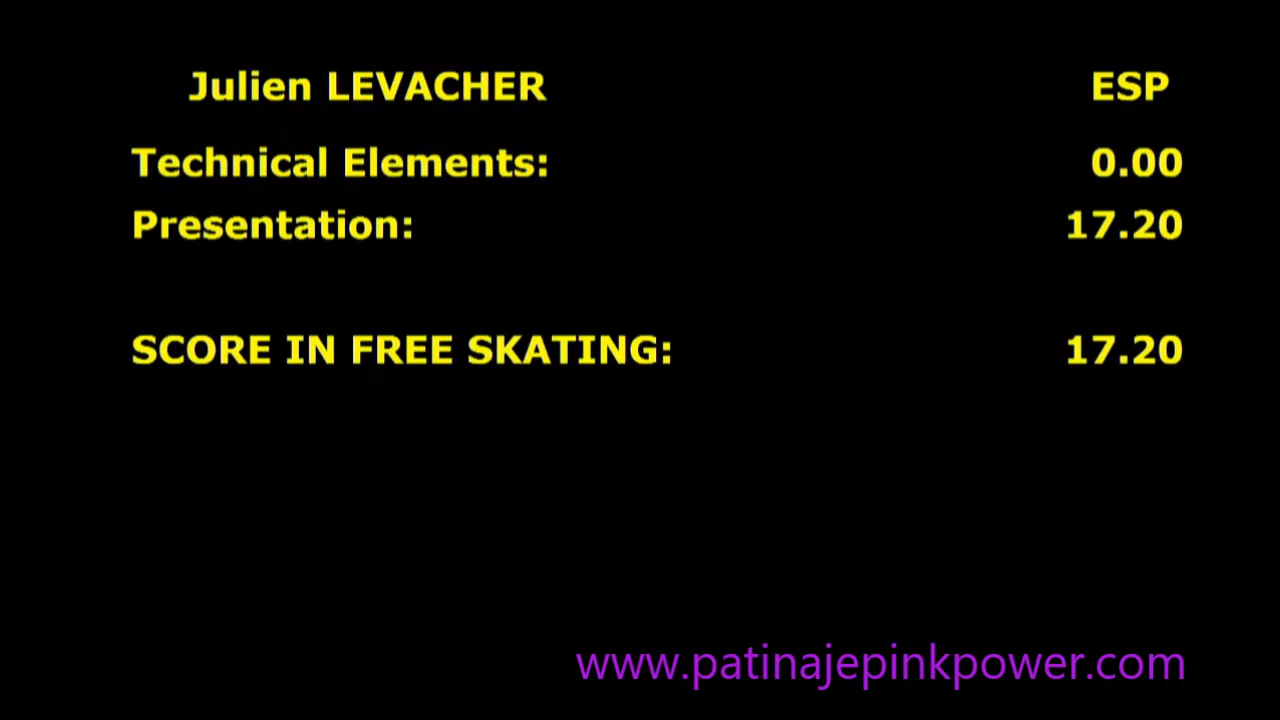 Julien LEVACHER ESP
Technical Elements: 0.00
Presentation: 17.20
SCORE IN FREE SKATING: 17.20
www.patinajepinkpower.com